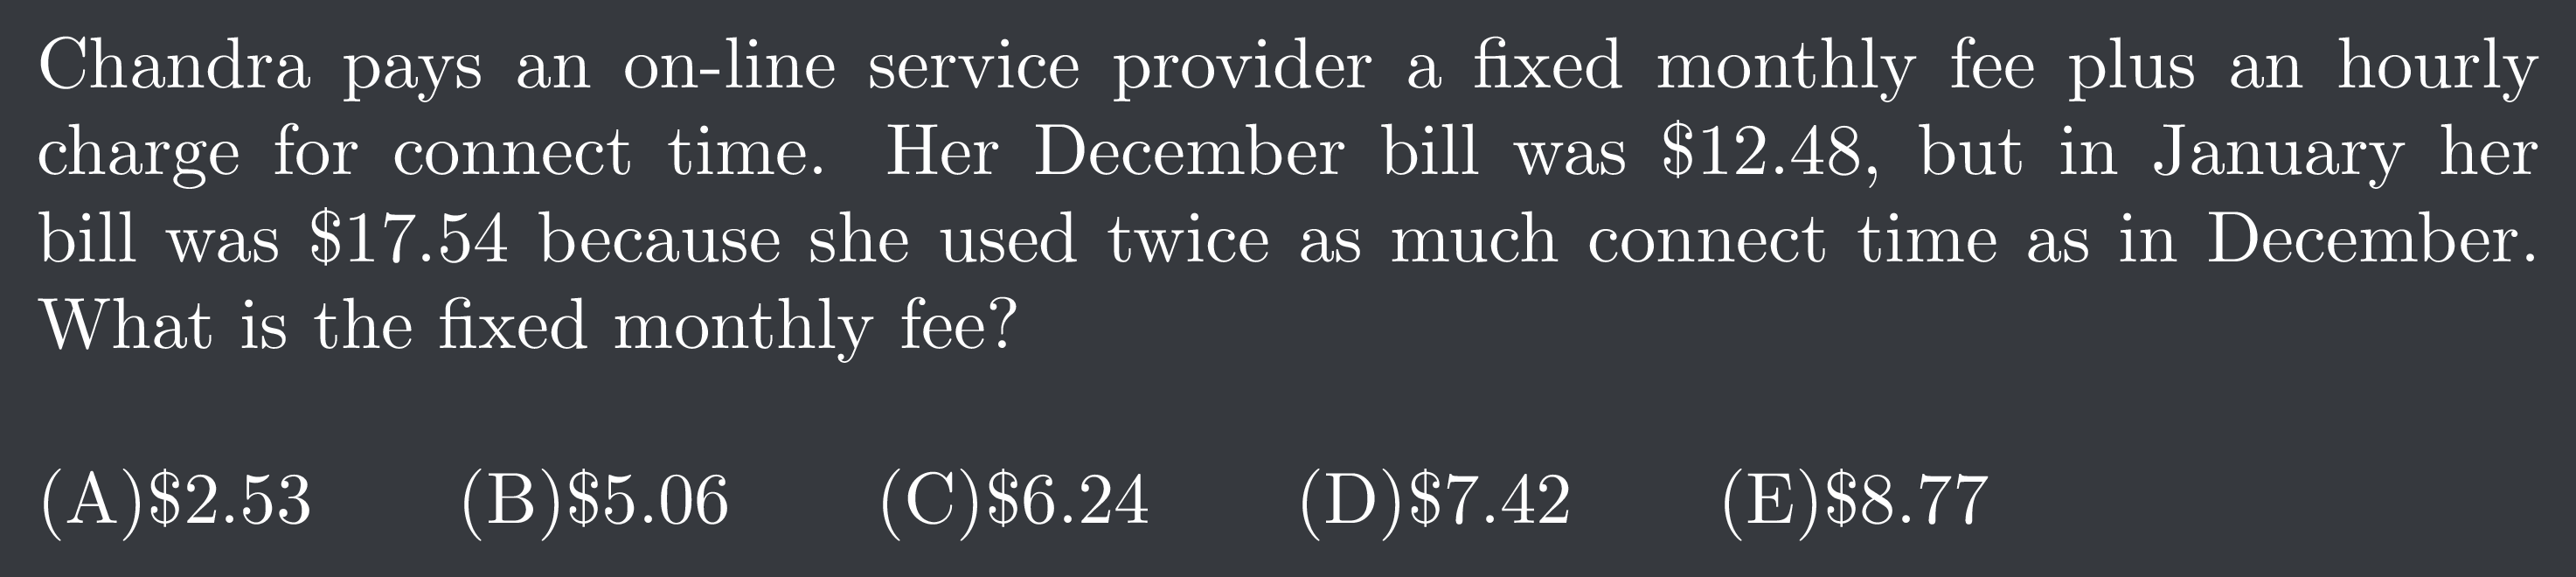 Chandra pays an on-line service provider a fixed monthly fee plus an hourly
charge for connect time. Her December bill was $12.48, but in January her
bill was $17.54 because she used twice as much connect time as in December.
What is the fixed monthly fee?
(A)$2.53 (B)$5.06 (C)$6.24 (D)$7.42 (E)$8.77